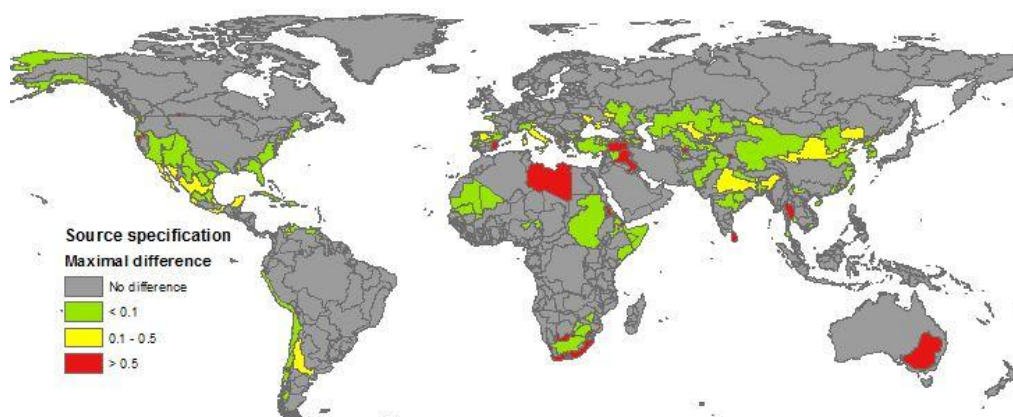 Source specification
Maximal difference
No difference
< 0.1
0.1 - 0.5
> 0.5